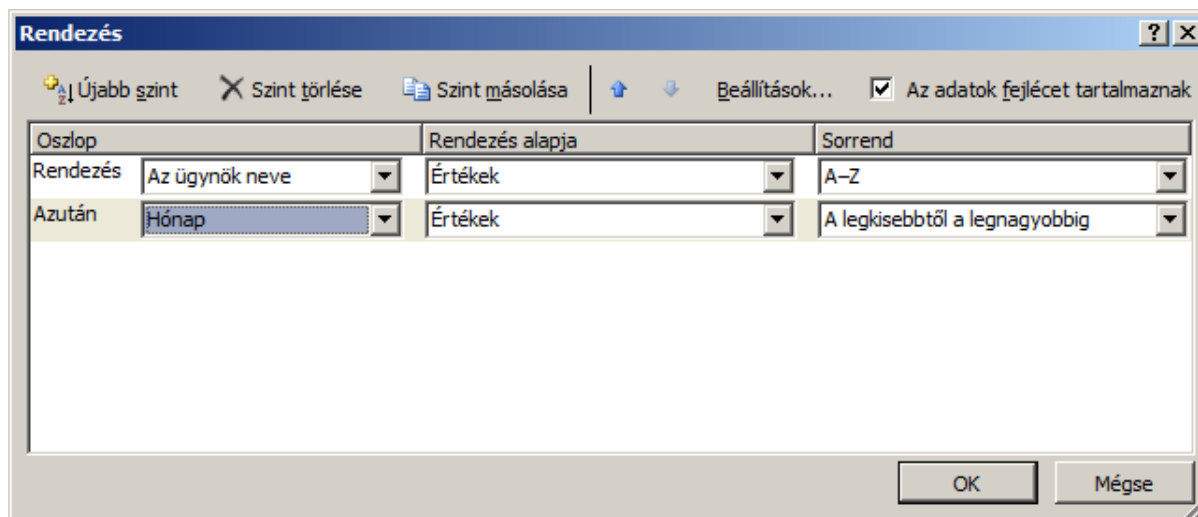 Rendezés
Újabb szint Szint törlése Szint másolása Beállítások... Az adatok fejlécet tartalmaznak
Oszlop Rendezés alapja Sorrend
Rendezés Az ügynök neve Értékek A–Z
Azután Hónap Értékek A legkisebbtől a legnagyobbig
OK Mégse